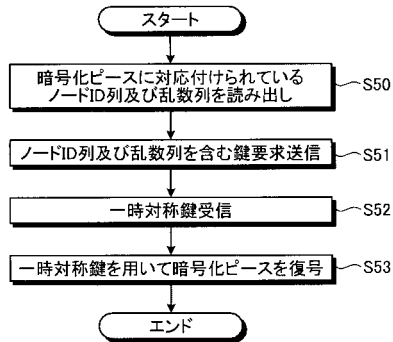 スタート
暗号化ピースに対応付けられている
ノードID列及び乱数列を読み出し
S50
ノードID列及び乱数列を含む鍵要求送信
S51
一時対称鍵受信
S52
一時対称鍵を用いて暗号化ピースを復号
S53
エンド